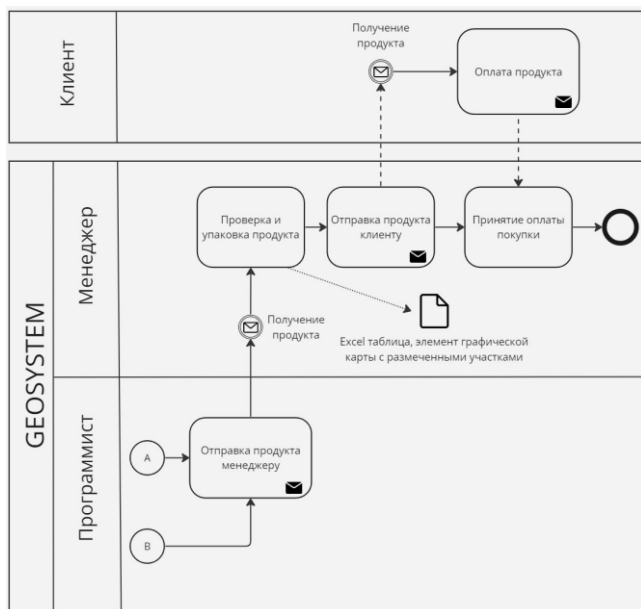 Клиент
Получение
продукта
Оплата продукта
GEOSYSTEM
Менеджер
Проверка и
упаковка продукта
Отправка продукта
клиенту
Принятие оплаты
покупки
Получение
продукта
Excel таблица, элемент графической
карты с размеченными участками
Программист
A
Отправка продукта
менеджеру
B